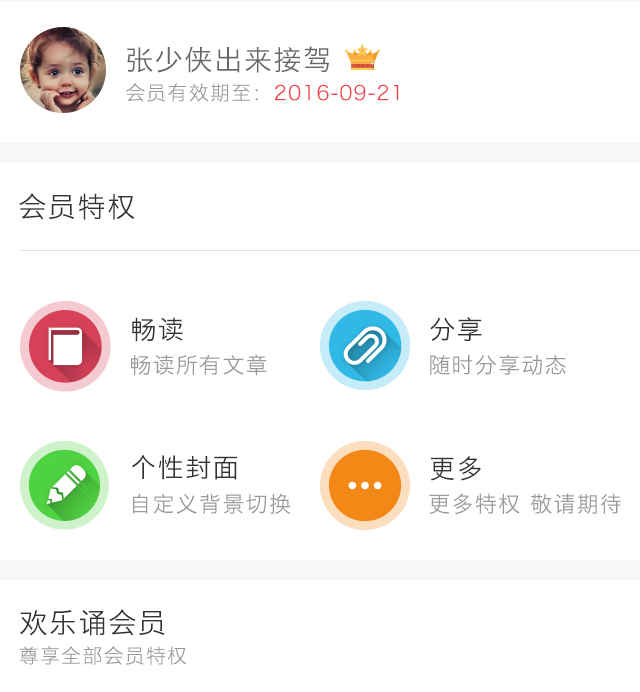 张少侠出来接驾
会员有效期至：2016-09-21
会员特权
畅读
畅读所有文章
分享
随时分享动态
个性封面
自定义背景切换
更多
更多特权 敬请期待
欢乐诵会员
尊享全部会员特权